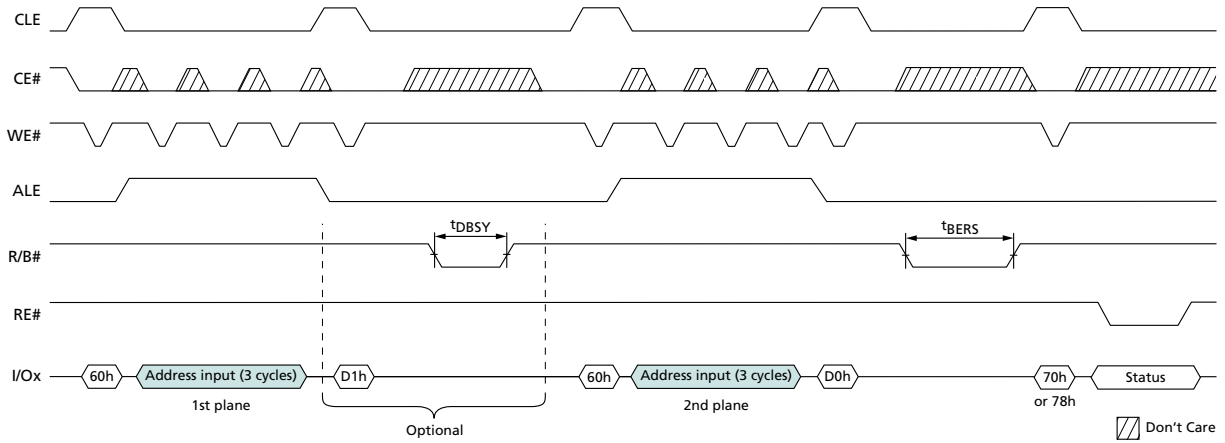 CLE
CE#
WE#
ALE
tDBSY
tBERS
R/B#
RE#
I/Ox
60h
Address input (3 cycles)
D1h
60h
Address input (3 cycles)
D0h
70h
Status
1st plane
2nd plane
or 78h
Optional
Don't Care